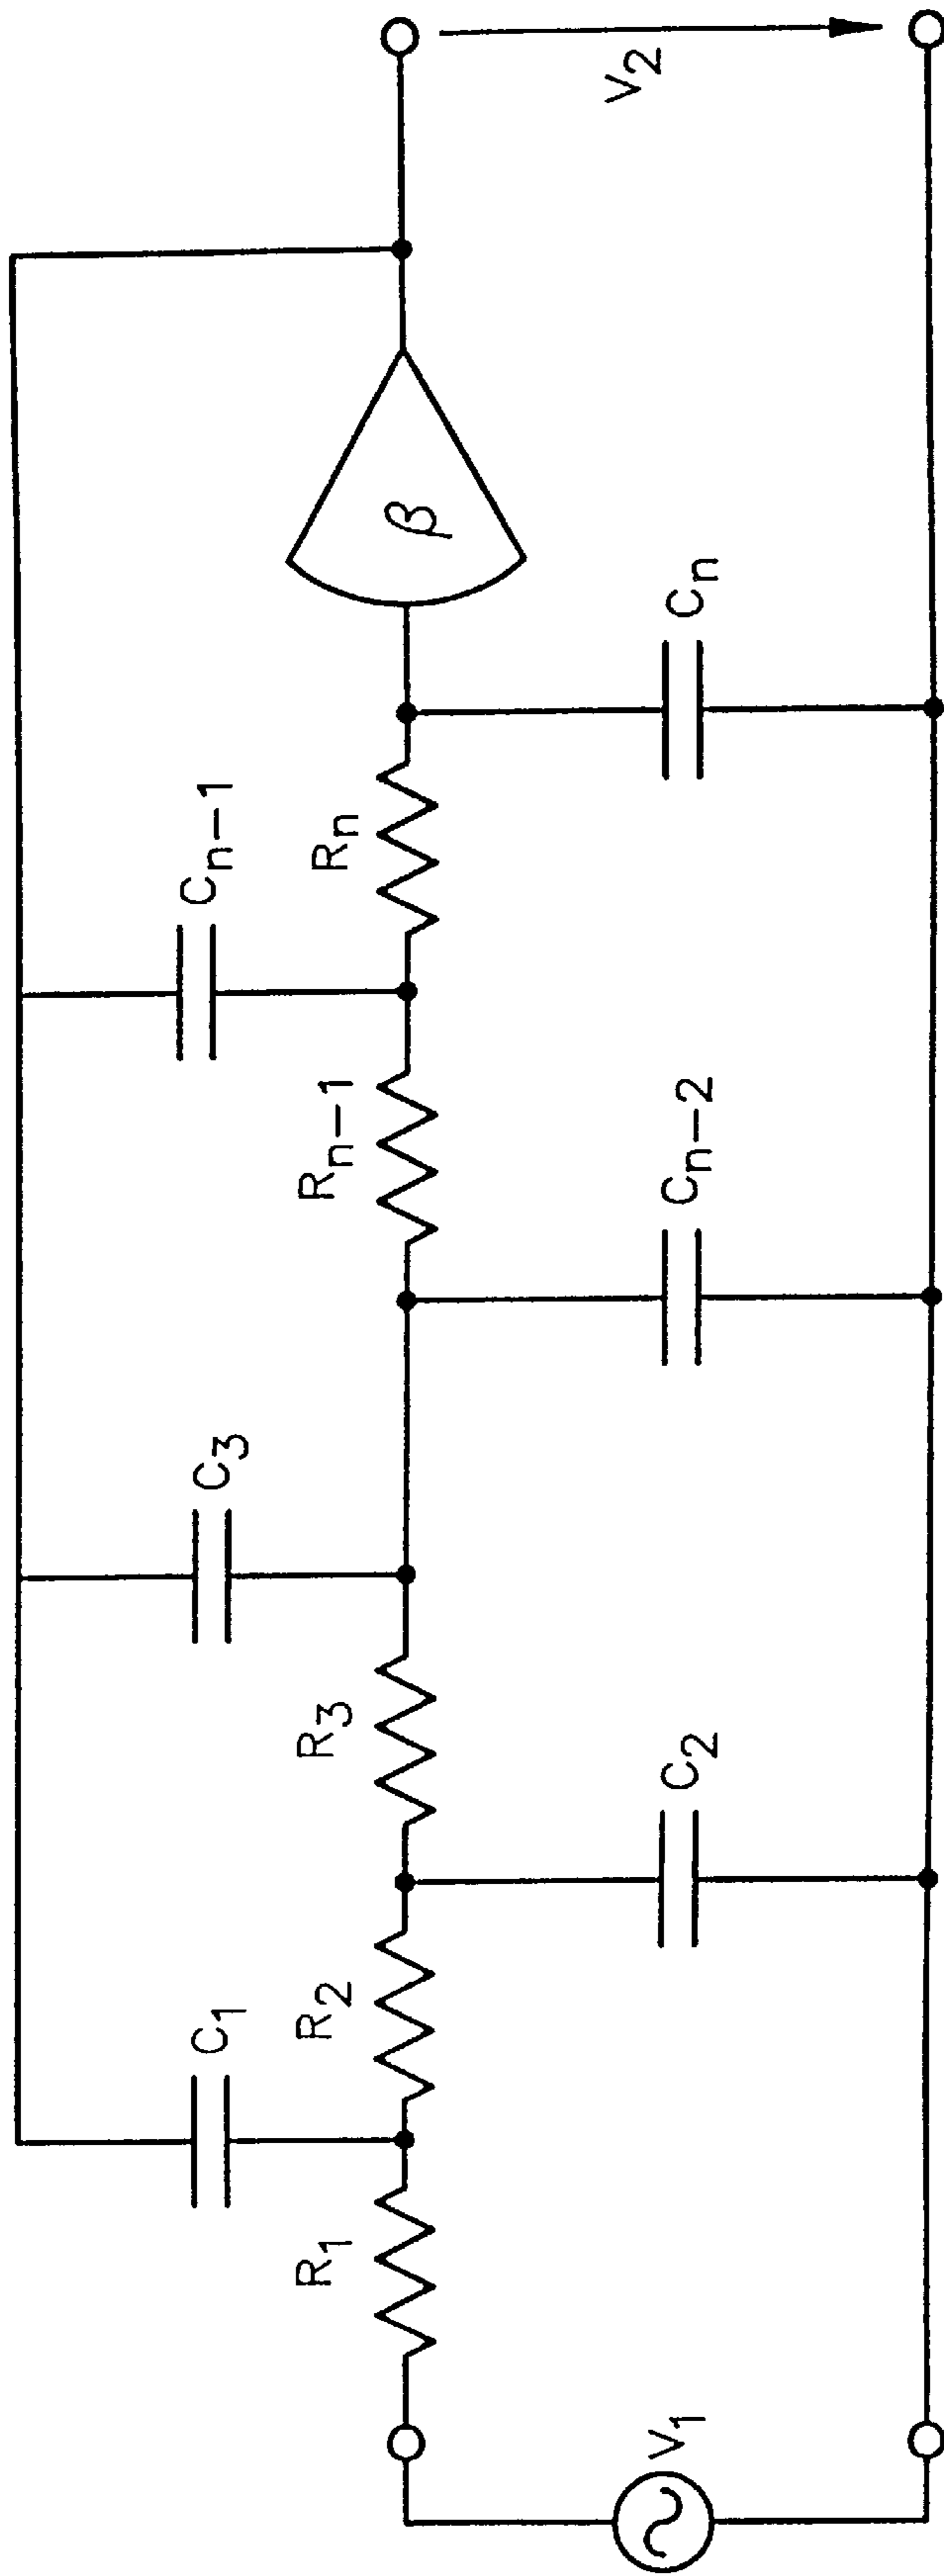 C₁
C₃
Cₙ₋₁
R₁
R₂
R₃
Rₙ₋₁
Rₙ
β
V₁
C₂
Cₙ₋₂
Cₙ
V₂